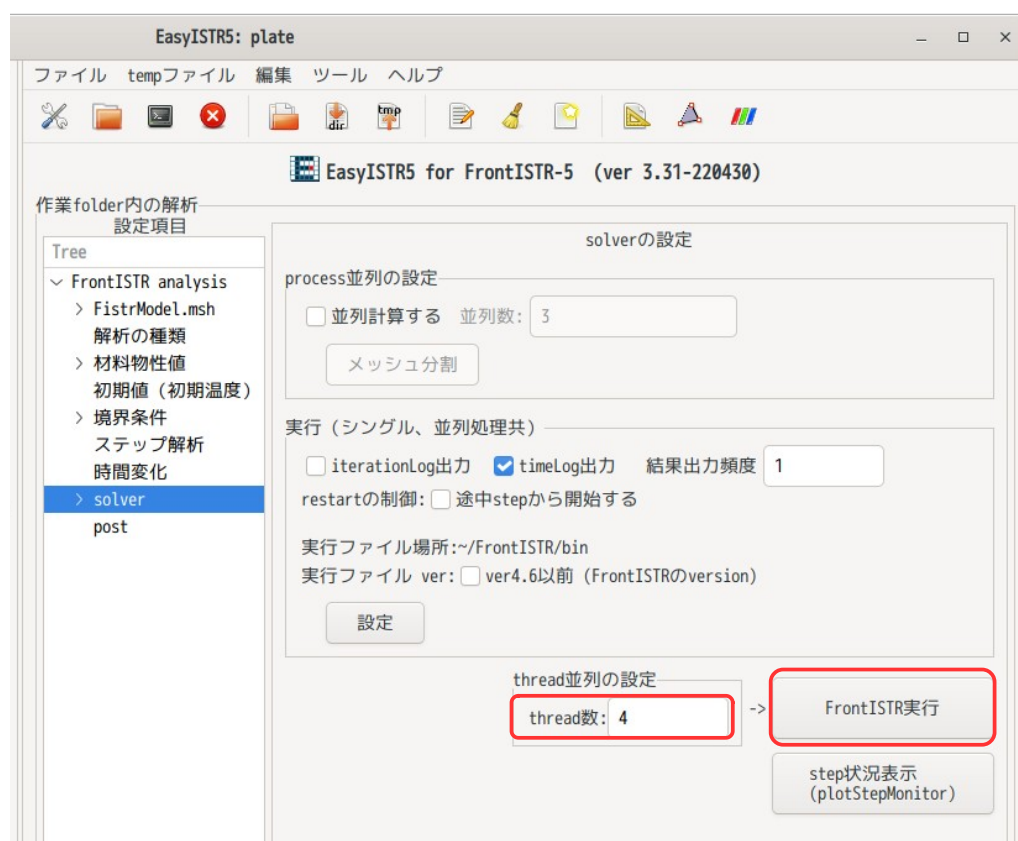 EasyISTR5: plate
ファイル tempファイル 編集 ツール ヘルプ
dir tmp
EasyISTR5 for FrontISTR-5 (ver 3.31-220430)
作業folder内の解析
設定項目
Tree
FrontISTR analysis
FistrModel.msh
解析の種類
材料物性値
初期値（初期温度）
境界条件
ステップ解析
時間変化
solver
post
solverの設定
process並列の設定
並列計算する 並列数: 3
メッシュ分割
実行（シングル、並列処理共）
iterationLog出力 timeLog出力 結果出力頻度 1
restartの制御: 途中stepから開始する
実行ファイル場所:~/FrontISTR/bin
実行ファイル ver: ver4.6以前（FrontISTRのversion）
設定
thread並列の設定
thread数: 4 -> FrontISTR実行
step状況表示
(plotStepMonitor)